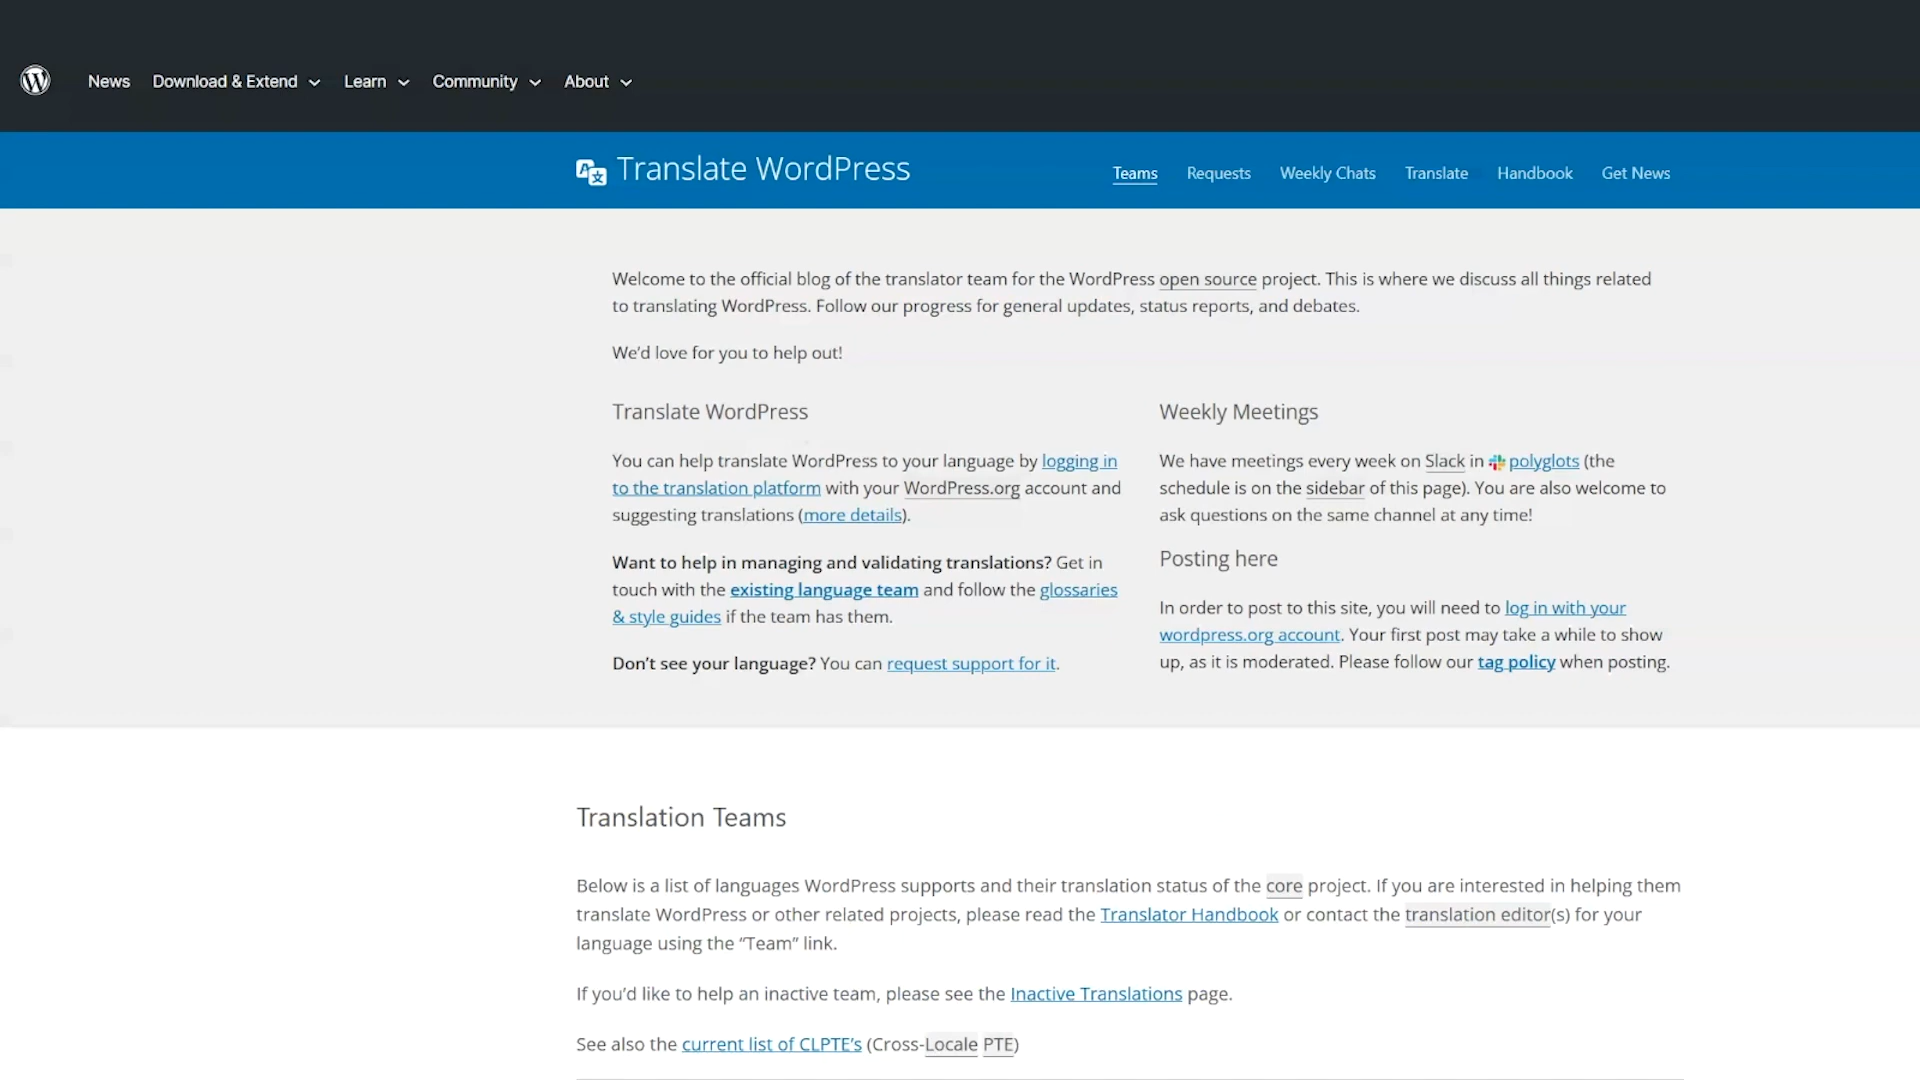 News Download & Extend Learn Community About
Translate WordPress
Teams Requests Weekly Chats Translate Handbook Get News
Welcome to the official blog of the translator team for the WordPress open source project. This is where we discuss all things related
to translating WordPress. Follow our progress for general updates, status reports, and debates.
We’d love for you to help out!
Translate WordPress
You can help translate WordPress to your language by logging in
to the translation platform with your WordPress.org account and
suggesting translations (more details).
Want to help in managing and validating translations? Get in
touch with the existing language team and follow the glossaries
& style guides if the team has them.
Don’t see your language? You can request support for it.
Weekly Meetings
We have meetings every week on Slack in polyglots (the
schedule is on the sidebar of this page). You are also welcome to
ask questions on the same channel at any time!
Posting here
In order to post to this site, you will need to log in with your
wordpress.org account. Your first post may take a while to show
up, as it is moderated. Please follow our tag policy when posting.
Translation Teams
Below is a list of languages WordPress supports and their translation status of the core project. If you are interested in helping them
translate WordPress or other related projects, please read the Translator Handbook or contact the translation editor(s) for your
language using the “Team” link.
If you’d like to help an inactive team, please see the Inactive Translations page.
See also the current list of CLPTE’s (Cross-Locale PTE)